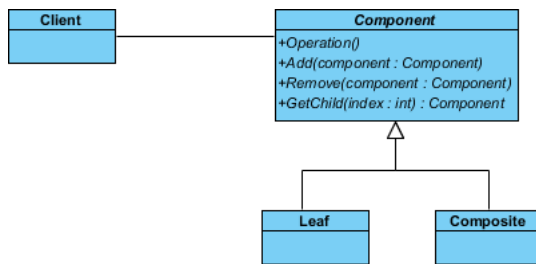 Client
Component
+Operation()
+Add(component : Component)
+Remove(component : Component)
+GetChild(index : int) : Component
Leaf
Composite